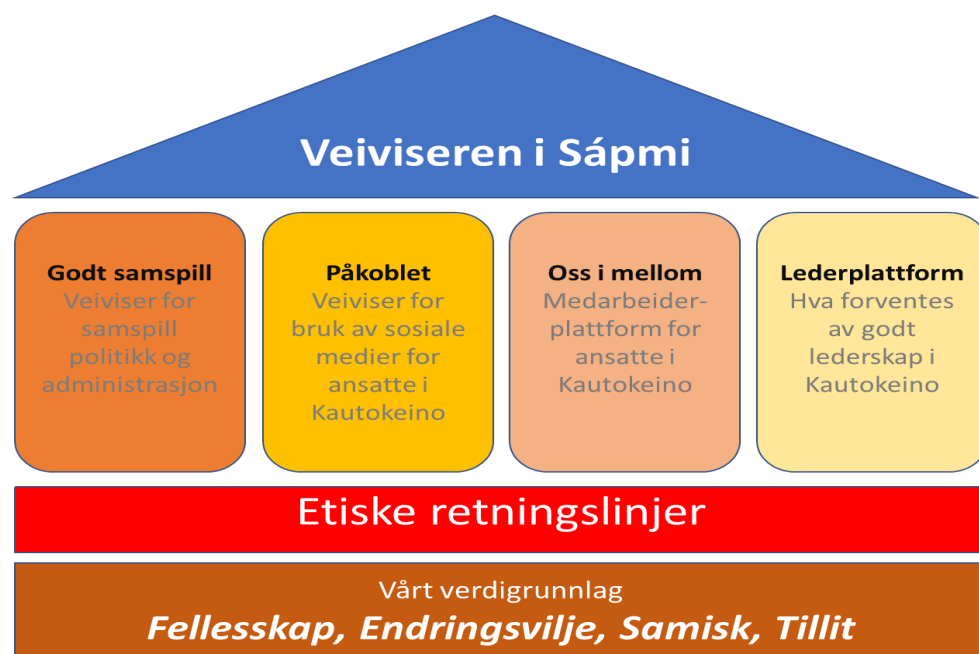 Veiviseren i Sápmi
Godt samspill
Veiviser for
samspill
politikk og
administrasjon
Påkoblet
Veiviser for
bruk av sosiale
medier for
ansatte i
Kautokeino
Oss i mellom
Medarbeider-
plattform for
ansatte i
Kautokeino
Lederplattform
Hva forventes
av godt
lederskap i
Kautokeino
Etiske retningslinjer
Vårt verdigrunnlag
Fellesskap, Endringsvilje, Samisk, Tillit